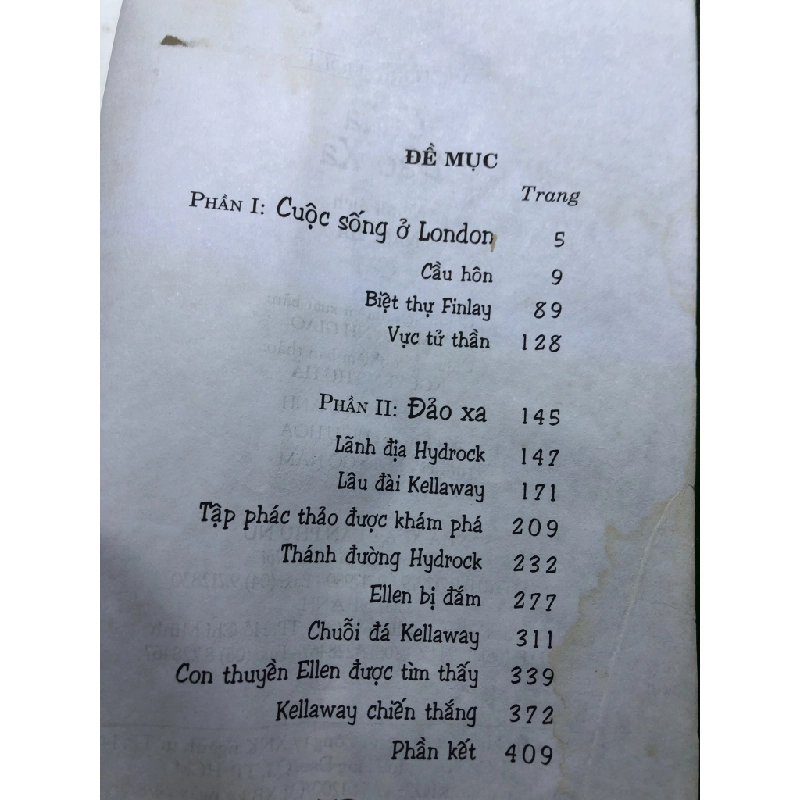 ĐỀ MỤC
Trang
PHẦN I: Cuộc sống ở London 5
Cầu hôn 9
Biệt thự Finlay 89
Vực tử thần 128
PHẦN II: Đảo xa 145
Lãnh địa Hydrock 147
Lâu đài Kellaway 171
Tập phác thảo được khám phá 209
Thánh đường Hydrock 232
Ellen bị đắm 277
Chuỗi đá Kellaway 311
Con thuyền Ellen được tìm thấy 339
Kellaway chiến thắng 372
Phần kết 409